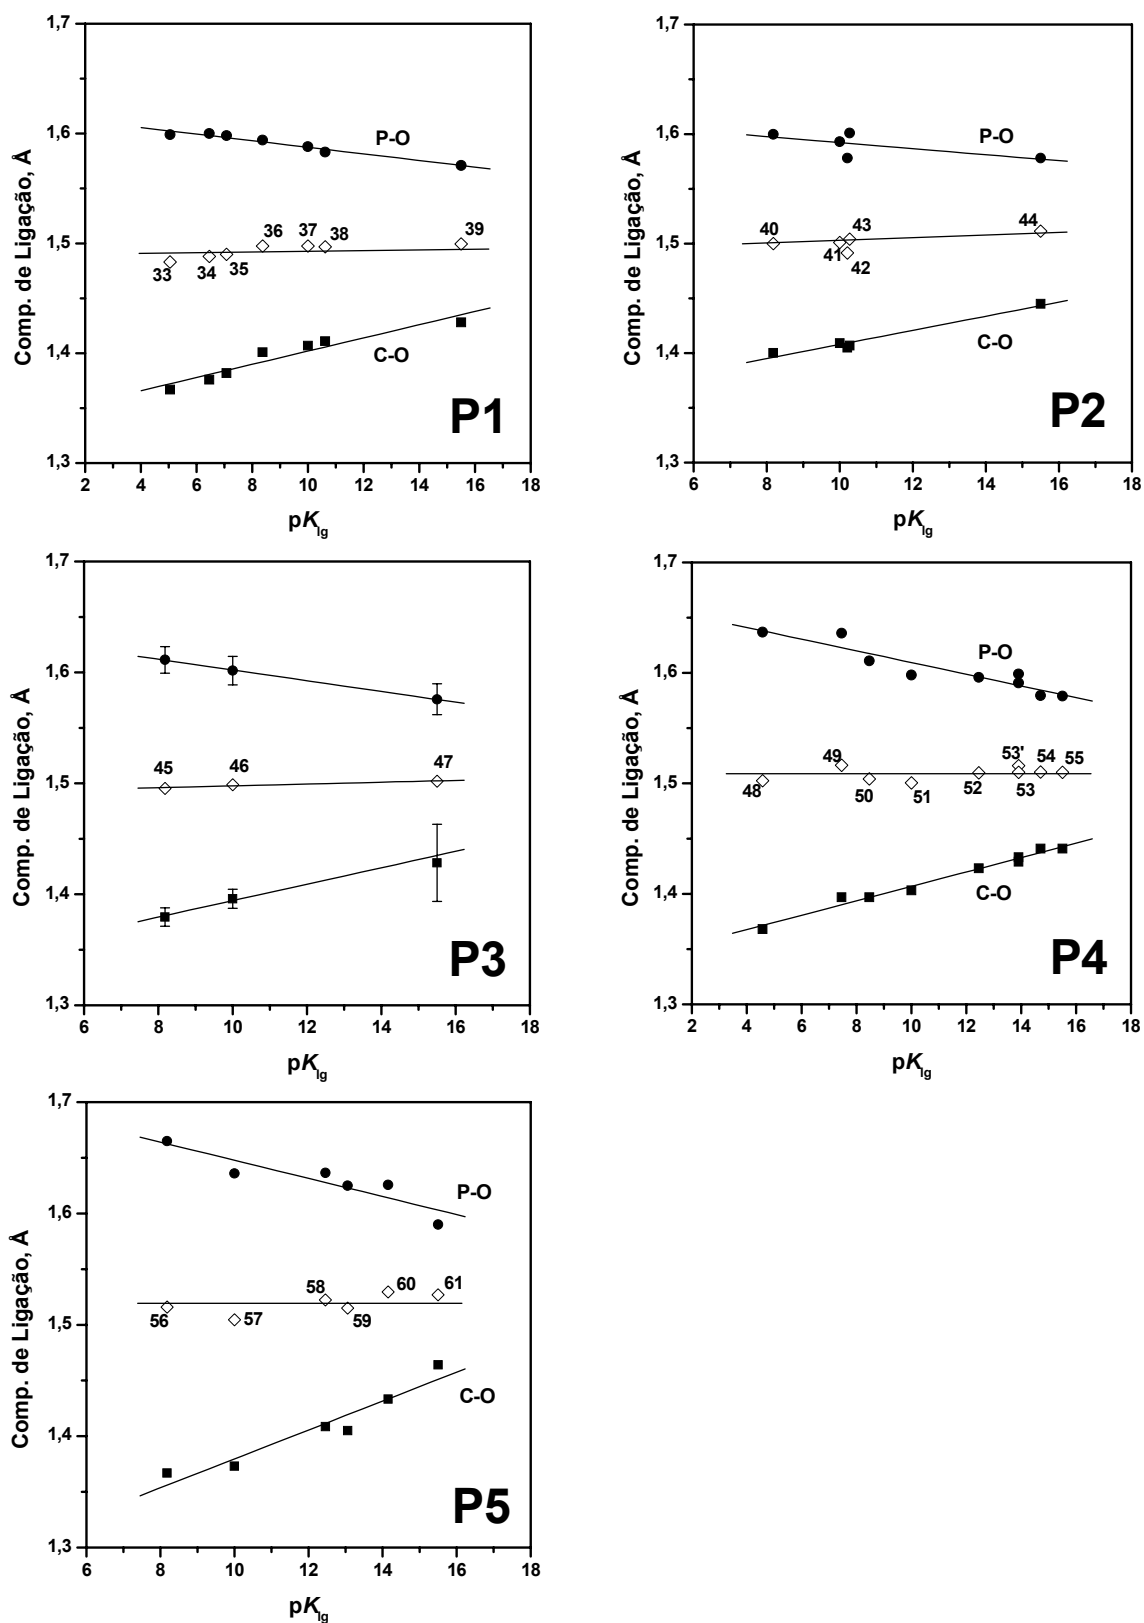 1,7
1,6
1,5
1,4
1,3
Comp. de Ligação, Å
P-O
33
34
35
36
37
38
39
C-O
P1
2 4 6 8 10 12 14 16 18
pKlg
1,7
1,6
1,5
1,4
1,3
Comp. de Ligação, Å
P-O
40
41
43
42
44
C-O
P2
6 8 10 12 14 16 18
pKlg
1,7
1,6
1,5
1,4
1,3
Comp. de Ligação, Å
45
46
47
P3
6 8 10 12 14 16 18
pKlg
1,7
1,6
1,5
1,4
1,3
Comp. de Ligação, Å
P-O
48
49
50
51
52
53'
53
54
55
C-O
P4
2 4 6 8 10 12 14 16 18
pKlg
1,7
1,6
1,5
1,4
1,3
Comp. de Ligação, Å
P-O
56
57
58
59
60
61
C-O
P5
6 8 10 12 14 16 18
pKlg